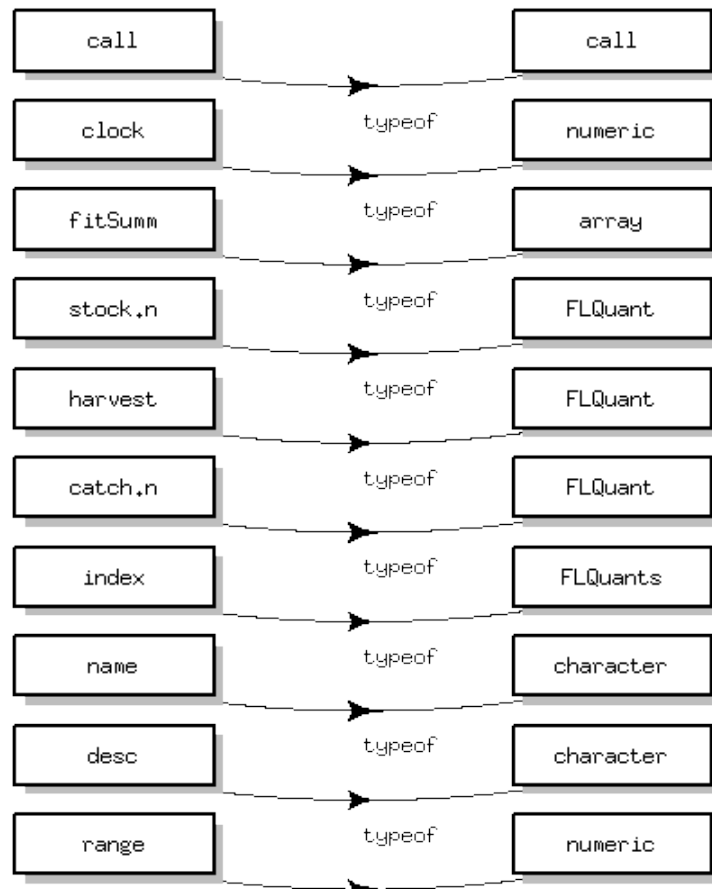 call call
typeof
clock numeric
typeof
fitSumm array
typeof
stock.n FLQuant
typeof
harvest FLQuant
typeof
catch.n FLQuant
typeof
index FLQuants
typeof
name character
typeof
desc character
typeof
range numeric